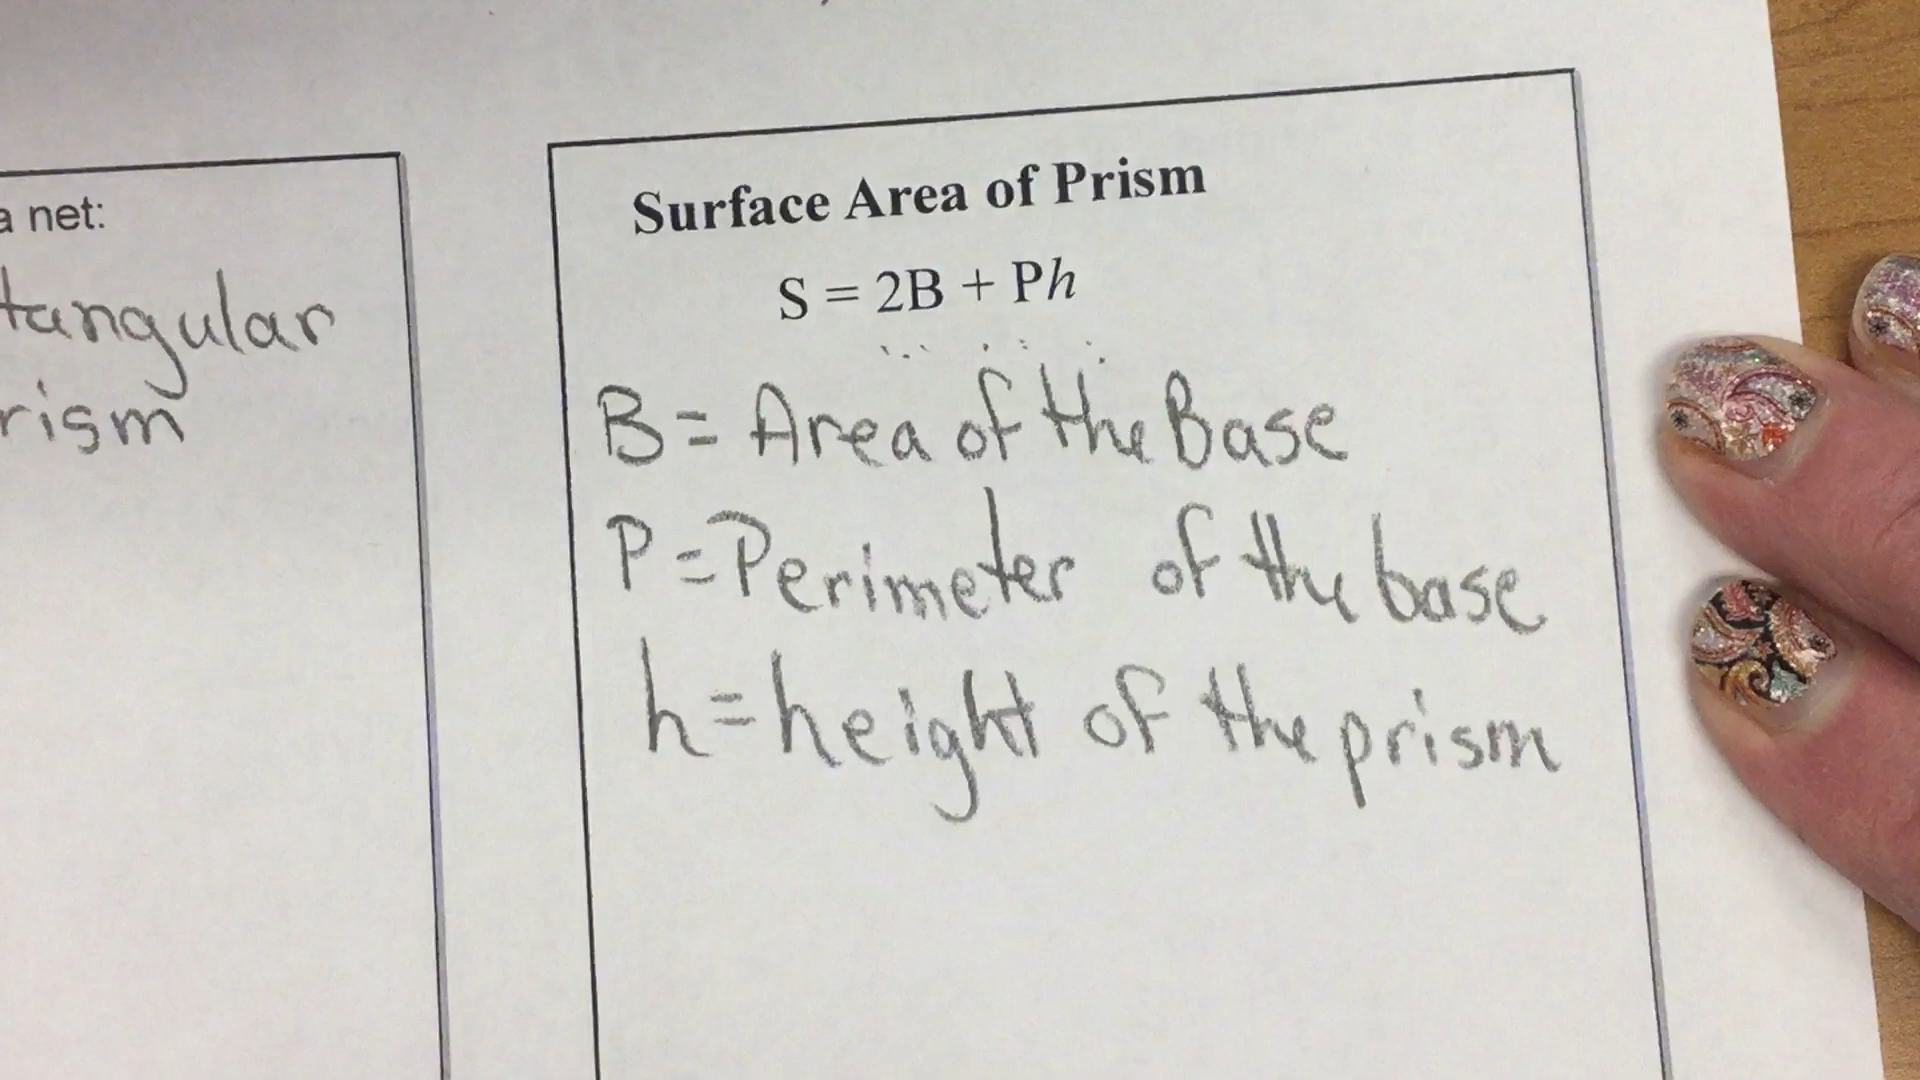 a net:
tangular
rism
Surface Area of Prism
S = 2B + Ph
B = Area of the Base
P = Perimeter of the base
h = height of the prism